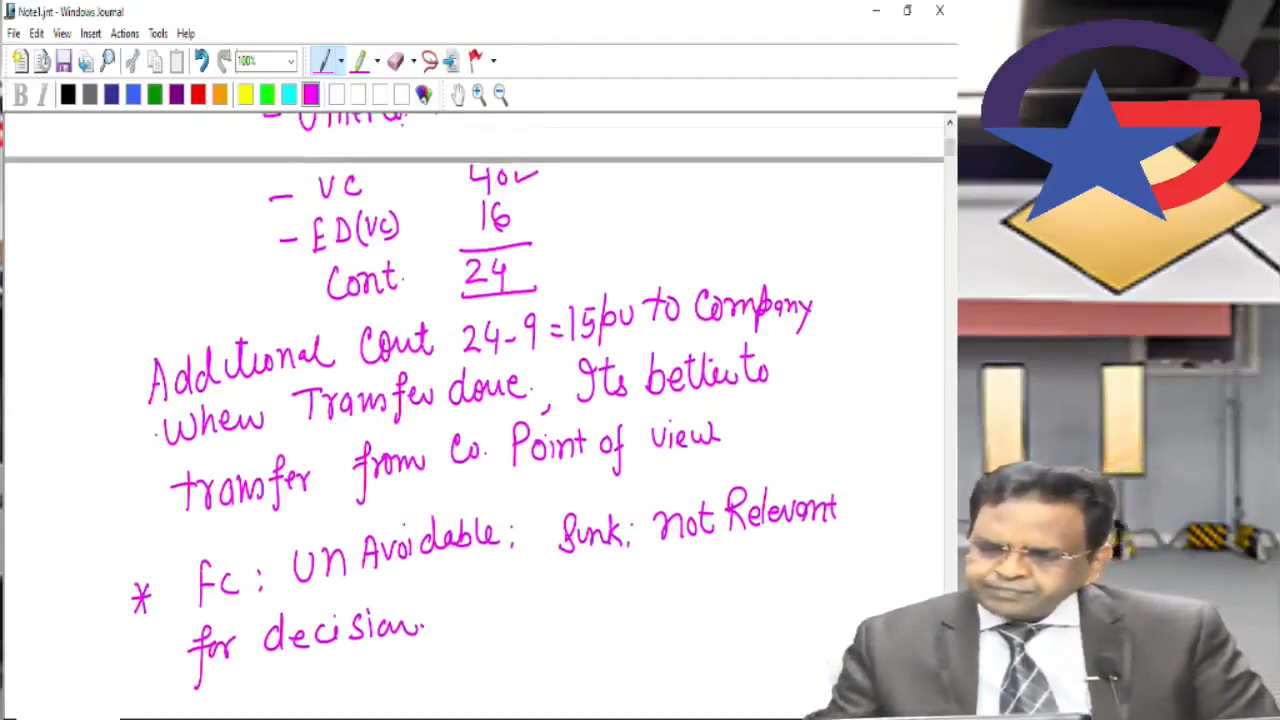 Note1.jnt - Windows Journal
File Edit View Insert Actions Tools Help
100%
B I
- VC 40
- ED(VC) 16
Cont. 24
Additional Cont 24-9=15pu to Company
When Transfer done, Its better to
transfer from Co. Point of view
* FC: UnAvoidable; Sunk; not Relevant
for decision.